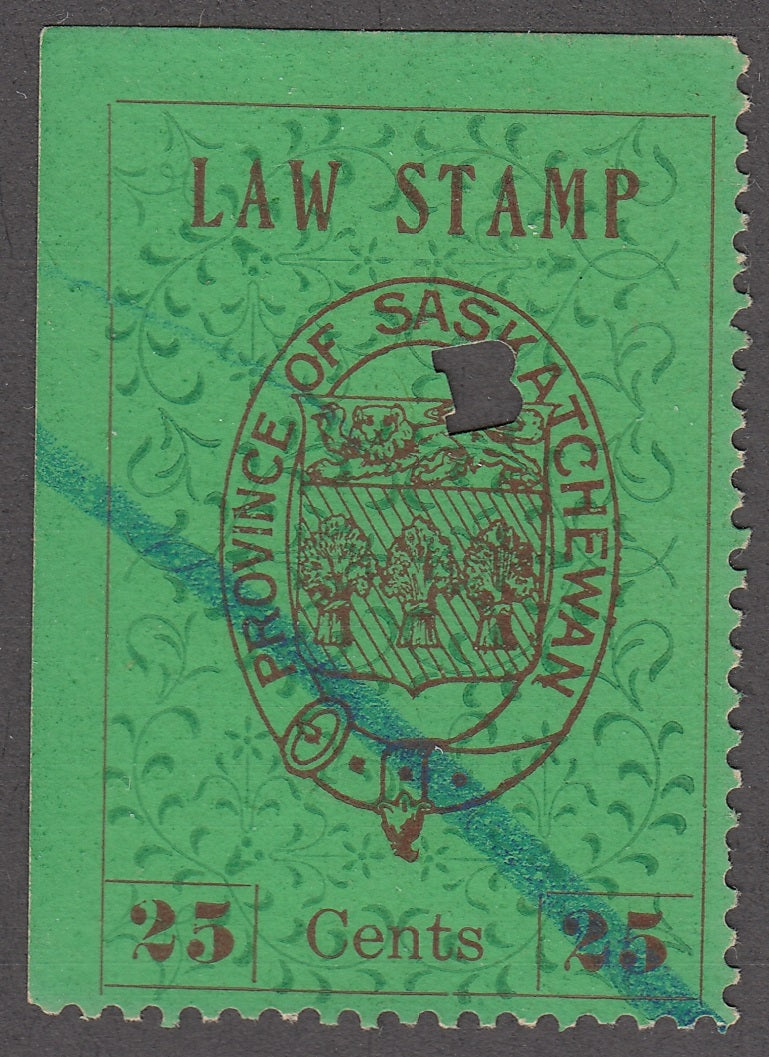 LAW STAMP
PROVINCE OF SASKATCHEWAN
25 Cents 25